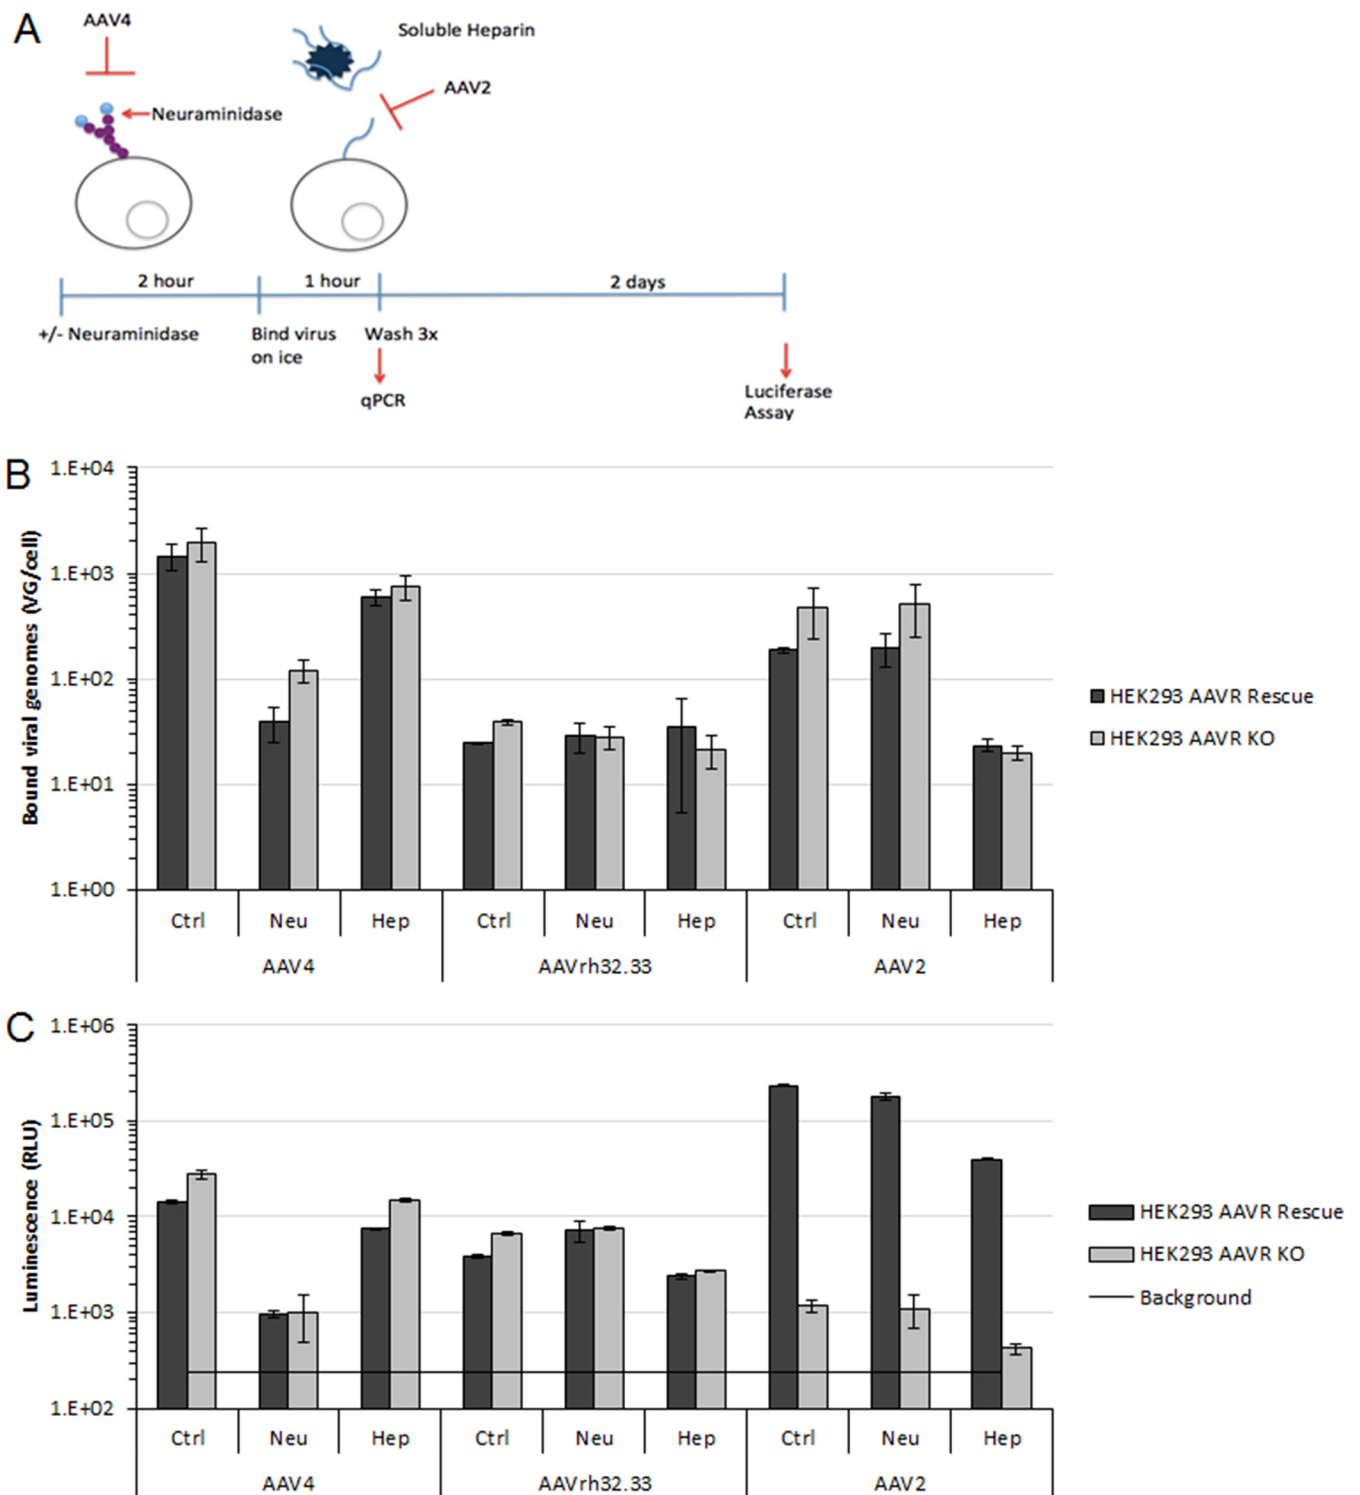 A
AAV4
Soluble Heparin
AAV2
Neuraminidase
2 hour
1 hour
2 days
+/- Neuraminidase
Bind virus
on ice
Wash 3x
qPCR
Luciferase
Assay
B
Bound viral genomes (VG/cell)
1.E+04
1.E+03
1.E+02
1.E+01
1.E+00
Ctrl Neu Hep Ctrl Neu Hep Ctrl Neu Hep
AAV4 AAVrh32.33 AAV2
HEK293 AAVR Rescue
HEK293 AAVR KO
C
Luminescence (RLU)
1.E+06
1.E+05
1.E+04
1.E+03
1.E+02
Ctrl Neu Hep Ctrl Neu Hep Ctrl Neu Hep
AAV4 AAVrh32.33 AAV2
HEK293 AAVR Rescue
HEK293 AAVR KO
Background